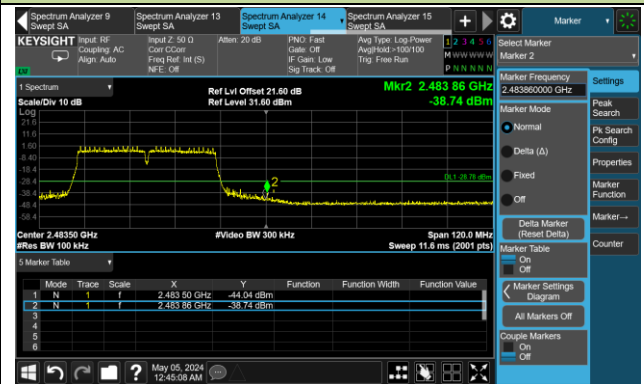 Spectrum Analyzer 9
Swept SA
Spectrum Analyzer 13
Swept SA
Spectrum Analyzer 14
Swept SA
Spectrum Analyzer 15
Swept SA
Marker
KEYSIGHT
Input: RF
Coupling: AC
Align: Auto
Input Z: 50 Ω
Corr CCorr
Freq Ref: Int (S)
NFE: Off
Atten: 20 dB
PNO: Fast
Gate: Off
IF Gain: Low
Sig Track: Off
Avg Type: Log-Power
Avg|Hold:>100/100
Trig: Free Run
1 2 3 4 5 6
M W W W W W
P N N N N N
Select Marker
Marker 2
1 Spectrum
Scale/Div 10 dB
Log
Ref Lvl Offset 21.60 dB
Ref Level 31.60 dBm
Mkr2 2.483 86 GHz
-38.74 dBm
21.6
11.6
1.60
-8.40
-18.4
-28.4
-38.4
-48.4
-58.4
DL1 -28.78 dBm
2
Center 2.48350 GHz
#Res BW 100 kHz
#Video BW 300 kHz
Span 120.0 MHz
Sweep 11.6 ms (2001 pts)
5 Marker Table
Mode Trace Scale X Y Function Function Width Function Value
1 N 1 f 2.483 50 GHz -44.04 dBm
2 N 1 f 2.483 86 GHz -38.74 dBm
3
4
5
6
Marker Frequency
2.483860000 GHz
Marker Mode
Normal
Delta (Δ)
Fixed
Off
Delta Marker
(Reset Delta)
Marker Table
On
Off
Marker Settings
Diagram
All Markers Off
Couple Markers
On
Off
Settings
Peak
Search
Pk Search
Config
Properties
Marker
Function
Marker→
Counter
May 05, 2024
12:45:08 AM